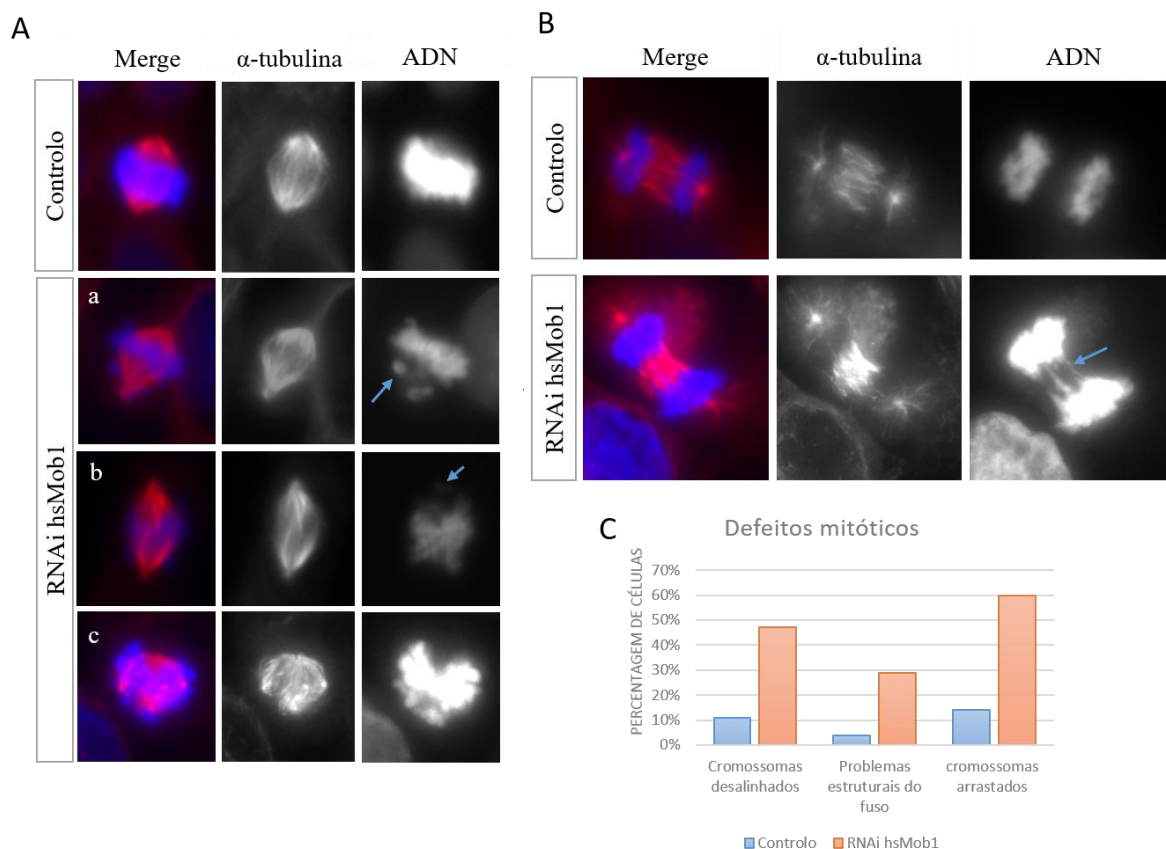 A
Merge
α-tubulina
ADN
Controlo
RNAi hsMob1
a
b
c
B
Merge
α-tubulina
ADN
Controlo
RNAi hsMob1
C
Defeitos mitóticos
PERCENTAGEM DE CÉLULAS
70%
60%
50%
40%
30%
20%
10%
0%
Cromossomas
desalinhados
Problemas
estruturais do
fuso
cromossomas
arrastados
Controlo
RNAi hsMob1